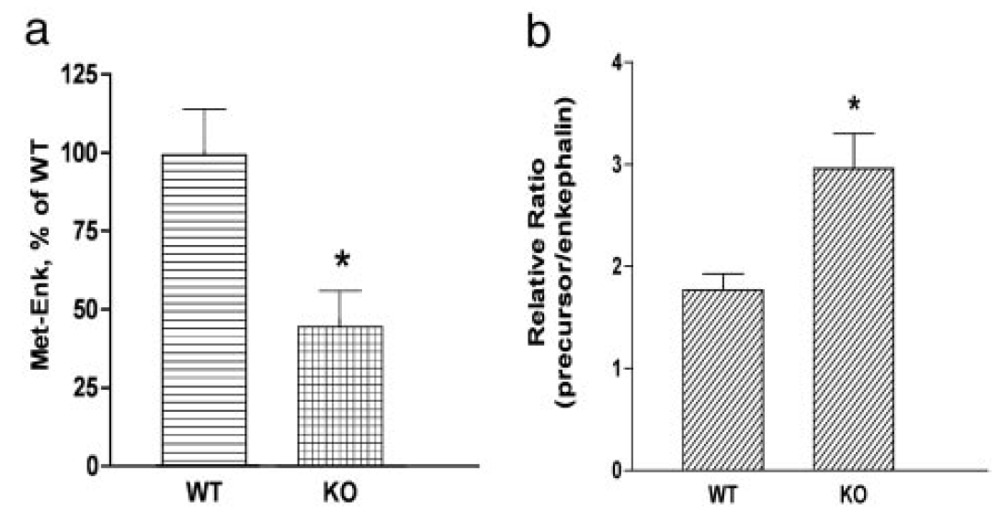 a
Met-Enk, % of WT
125
100
75
50
25
0
*
WT KO
b
Relative Ratio
(precursor/enkephalin)
4
3
2
1
0
*
WT KO